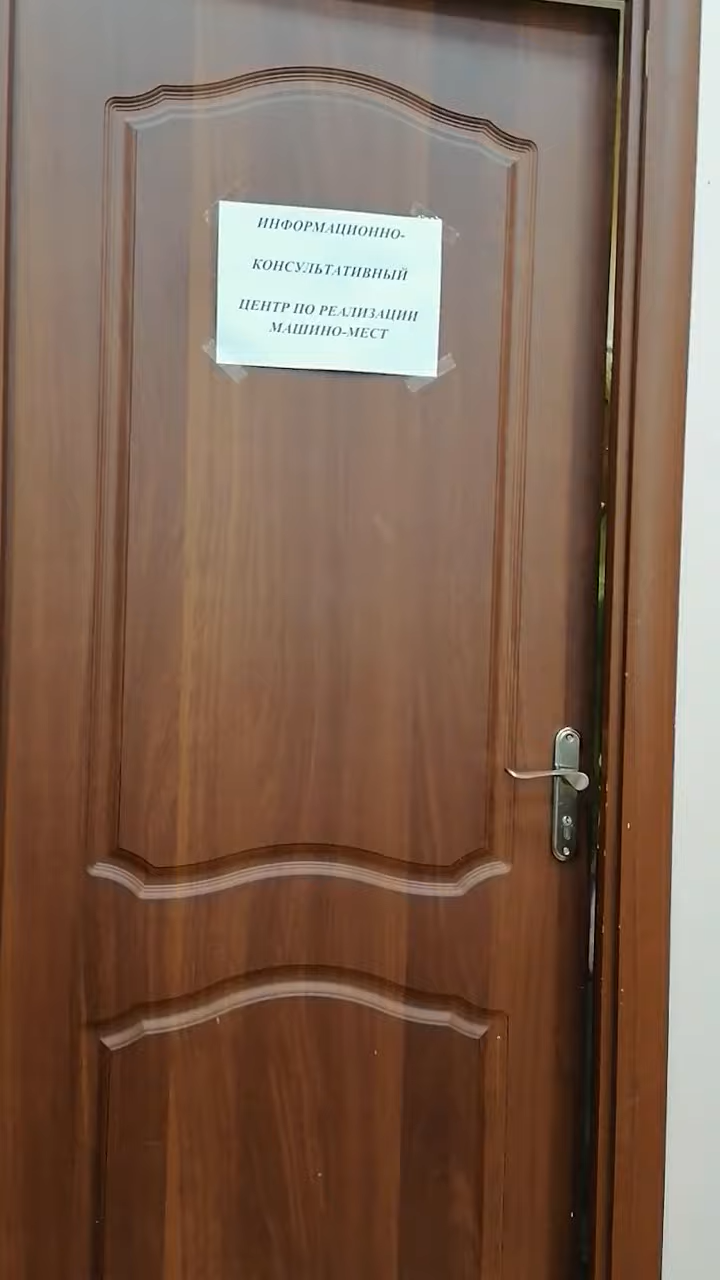 ИНФОРМАЦИОННО-
КОНСУЛЬТАТИВНЫЙ
ЦЕНТР ПО РЕАЛИЗАЦИИ
МАШИНО-МЕСТ